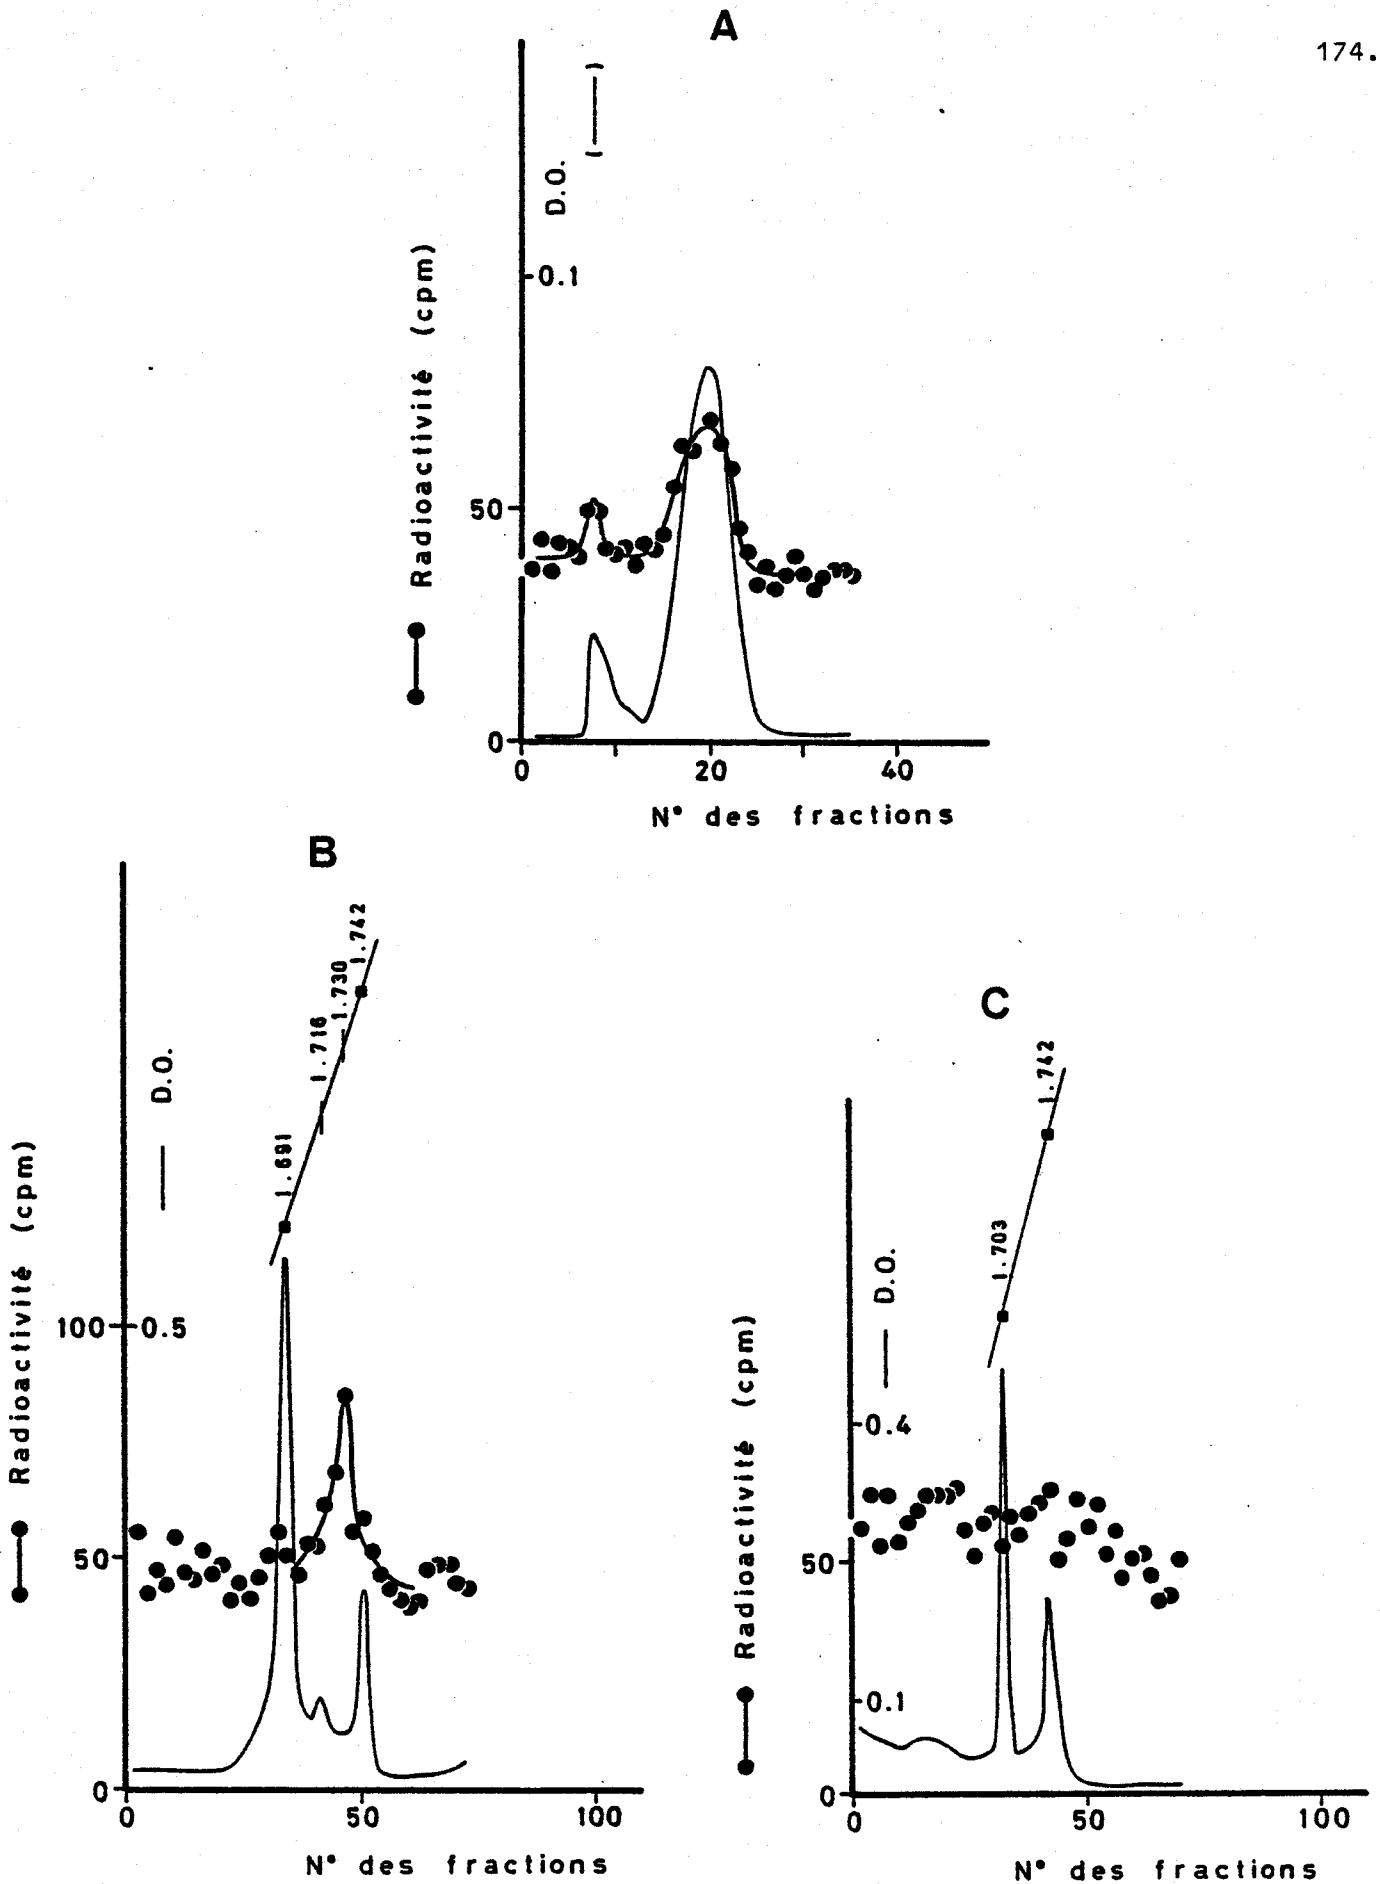 174.
A
D.O. (—)
Radioactivité (cpm)
0.1
50
0
0
20
40
N° des fractions
B
1.691
1.716
1.730
1.742
D.O.
Radioactivité (cpm)
100
0.5
50
0
0
50
100
N° des fractions
C
1.703
1.742
D.O.
Radioactivité (cpm)
0.4
50
0.1
0
0
50
100
N° des fractions